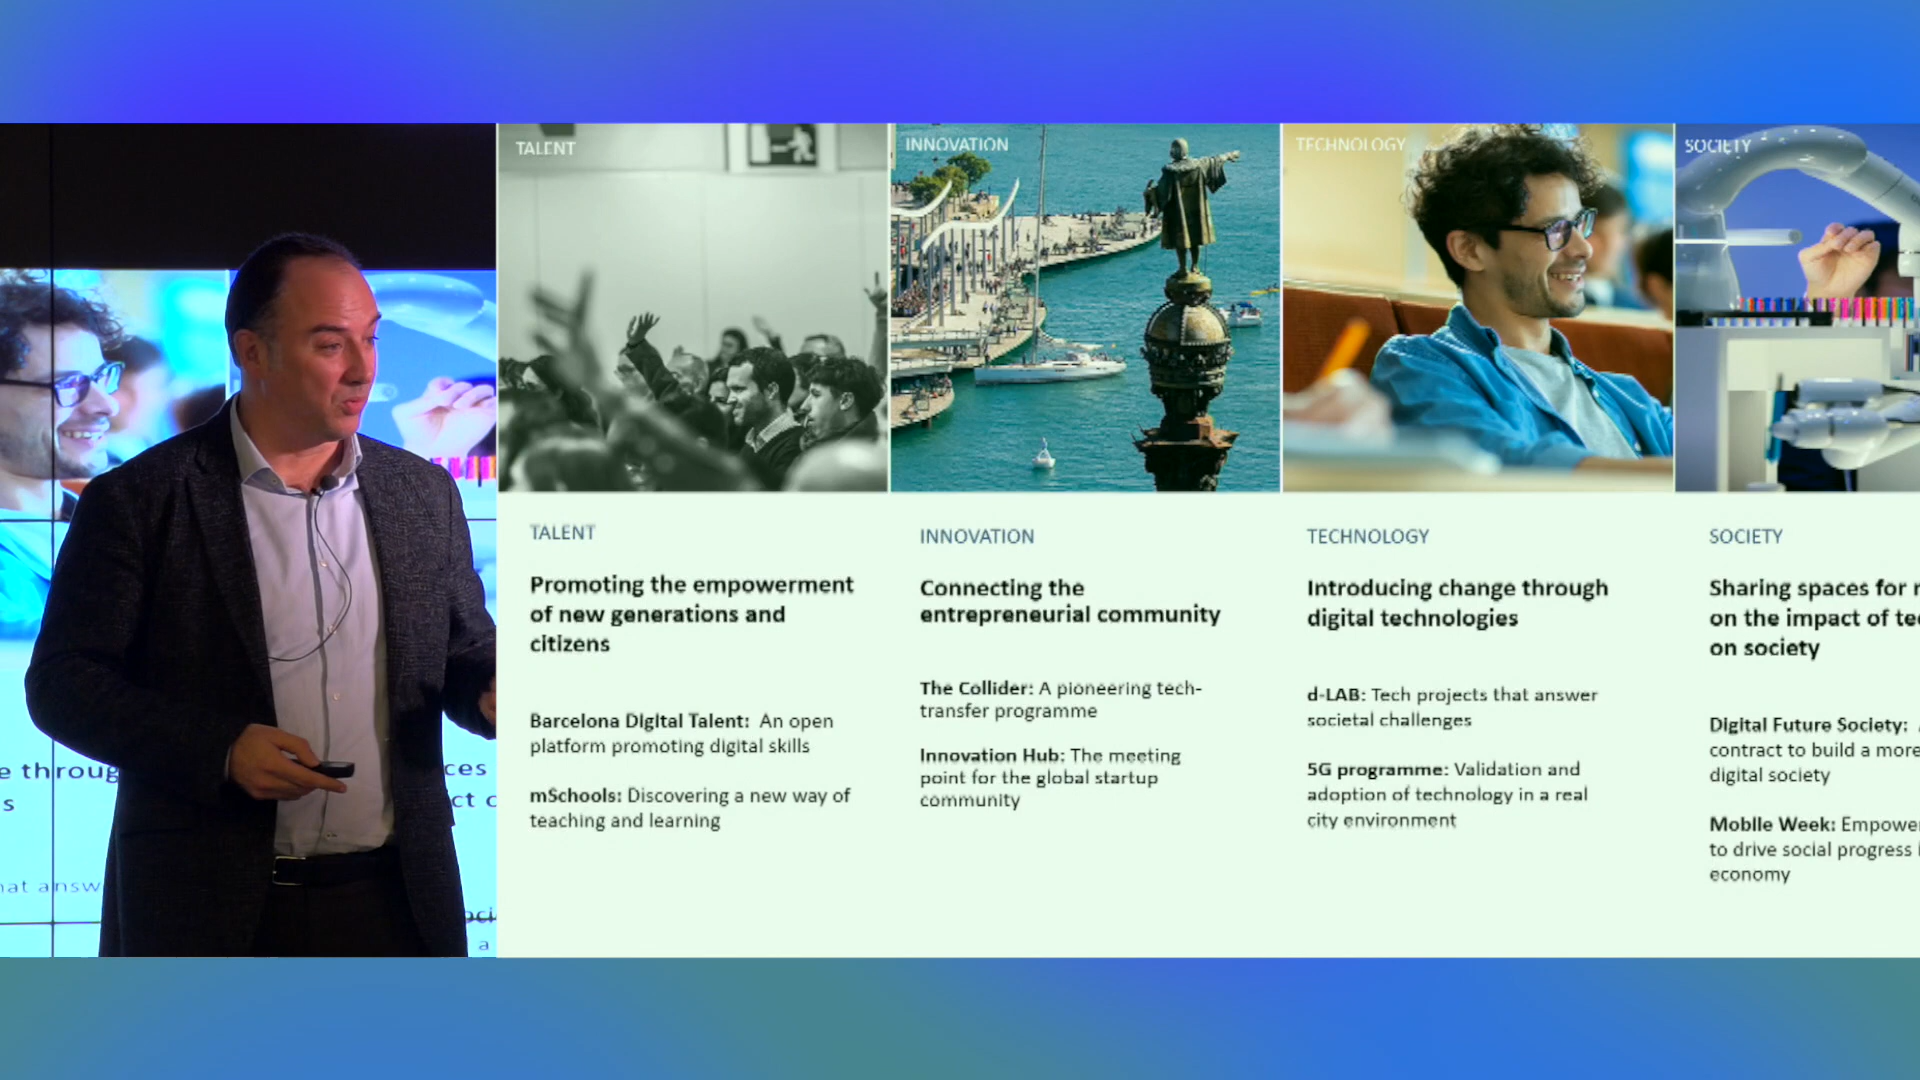 TALENT
INNOVATION
TECHNOLOGY
SOCIETY
TALENT
Promoting the empowerment
of new generations and
citizens
Barcelona Digital Talent: An open
platform promoting digital skills
mSchools: Discovering a new way of
teaching and learning
INNOVATION
Connecting the
entrepreneurial community
The Collider: A pioneering tech-
transfer programme
Innovation Hub: The meeting
point for the global startup
community
TECHNOLOGY
Introducing change through
digital technologies
d-LAB: Tech projects that answer
societal challenges
5G programme: Validation and
adoption of technology in a real
city environment
SOCIETY
Sharing spaces for
on the impact of
on society
Digital Future Society:
contract to build a more
digital society
Mobile Week:
to drive social progress
economy